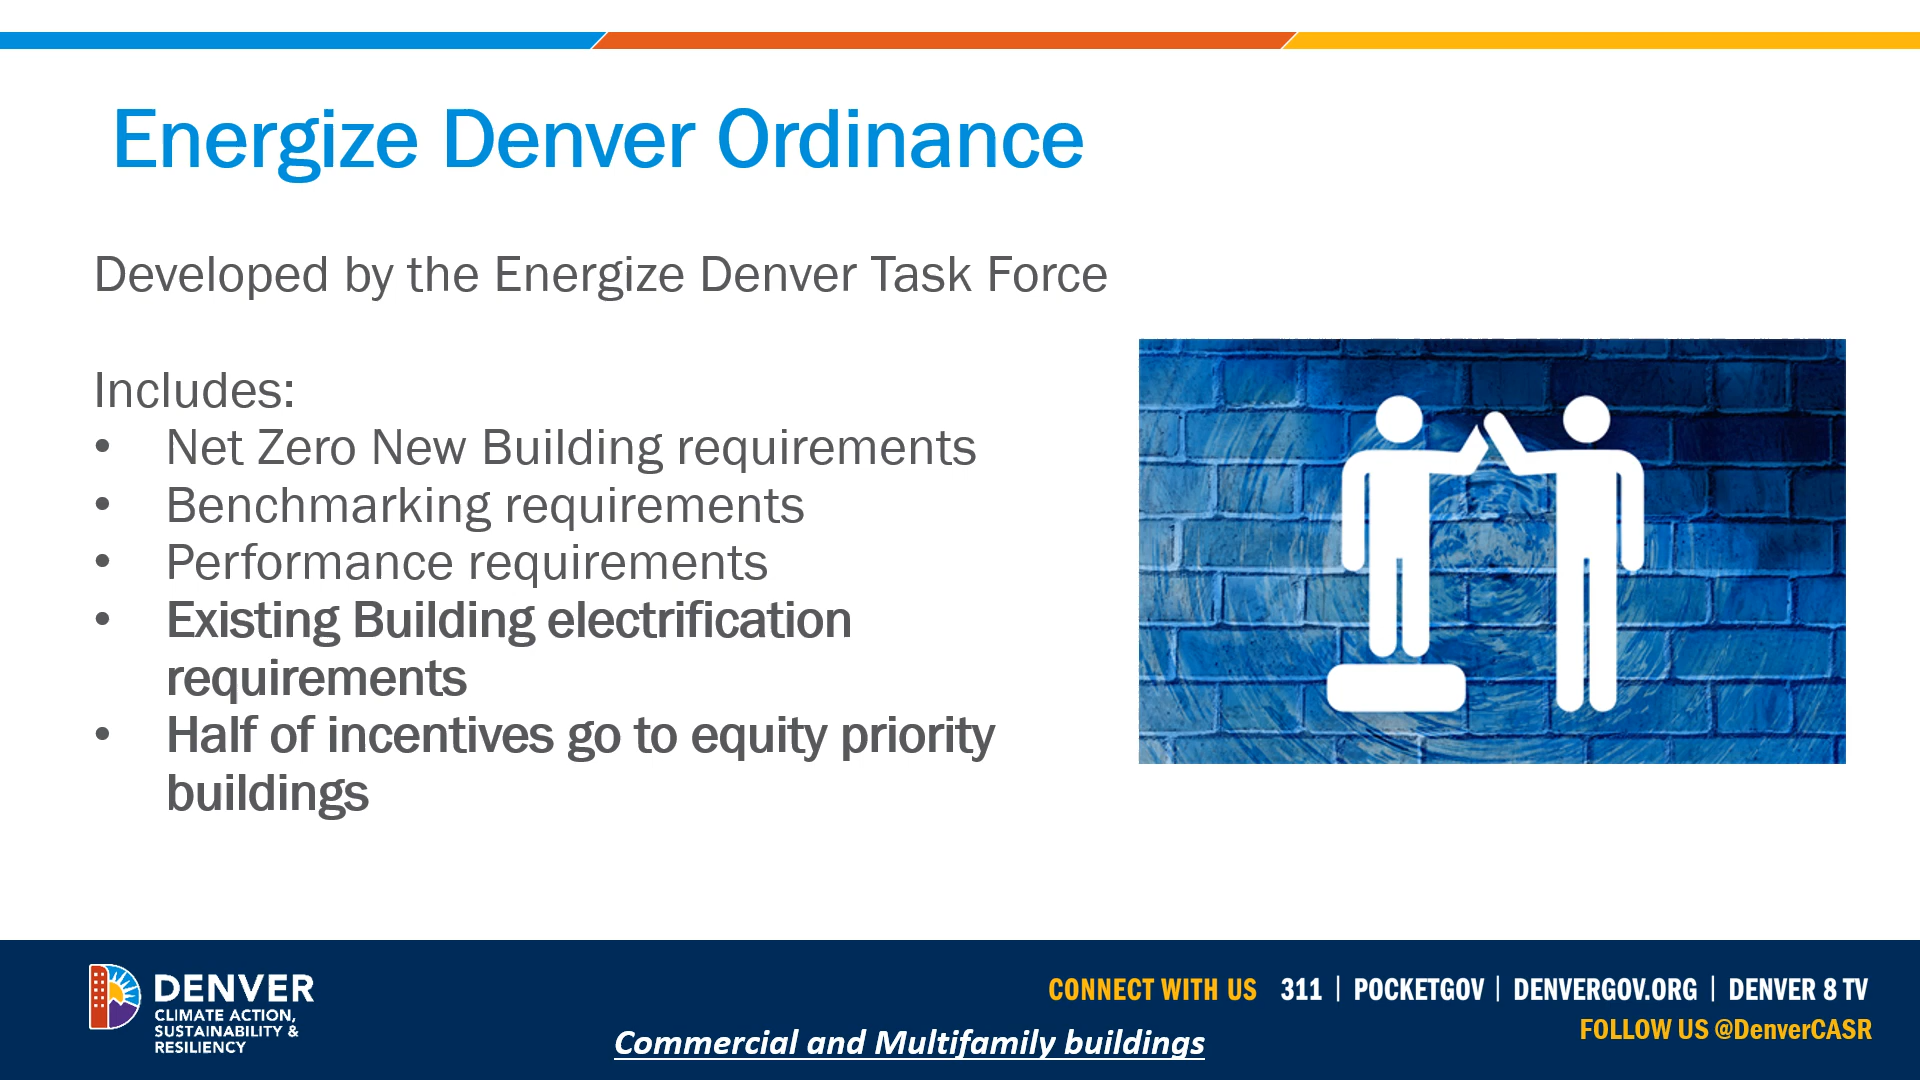 Energize Denver Ordinance
Developed by the Energize Denver Task Force
Includes:
• Net Zero New Building requirements
• Benchmarking requirements
• Performance requirements
• Existing Building electrification
requirements
• Half of incentives go to equity priority
buildings
DENVER
CLIMATE ACTION,
SUSTAINABILITY &
RESILIENCY
Commercial and Multifamily buildings
CONNECT WITH US 311 | POCKETGOV | DENVERGOV.ORG | DENVER 8 TV
FOLLOW US @DenverCASR